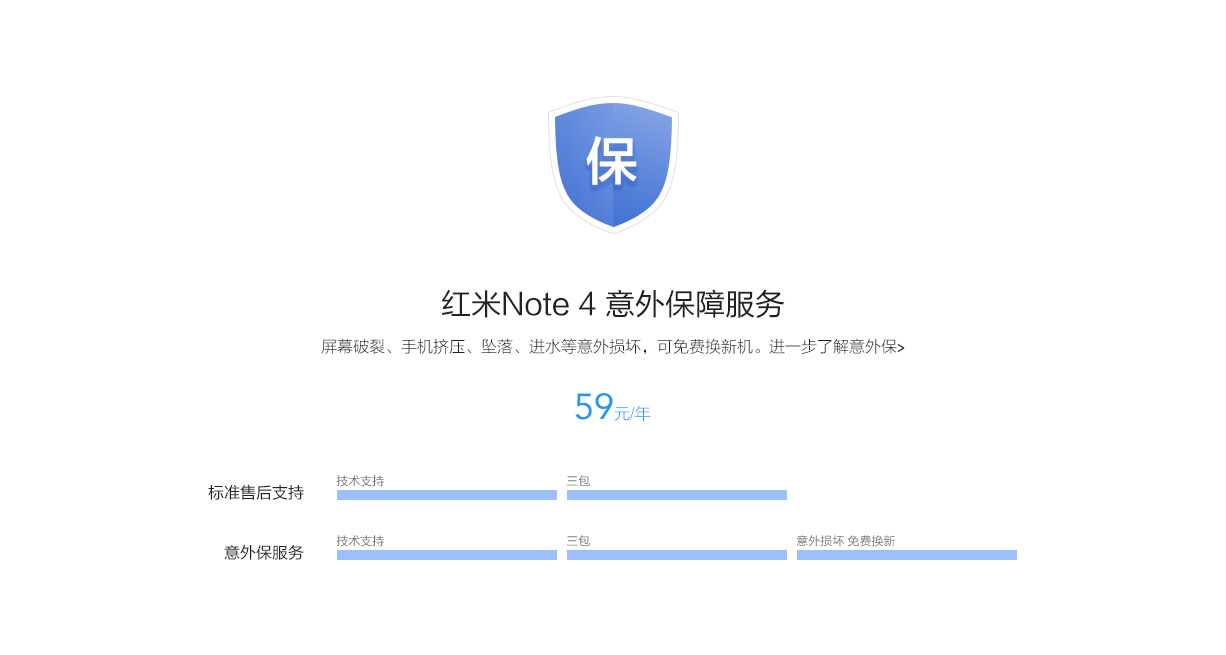 保
红米Note 4 意外保障服务
屏幕破裂、手机挤压、坠落、进水等意外损坏，可免费换新机。进一步了解意外保>
59元/年
技术支持 三包
标准售后支持
技术支持 三包 意外损坏 免费换新
意外保服务